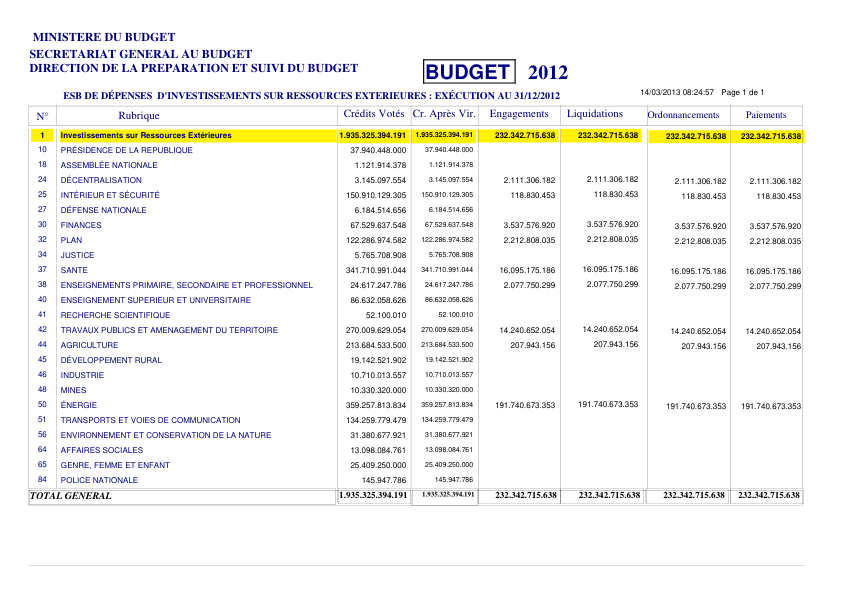 MINISTERE DU BUDGET
SECRETARIAT GENERAL AU BUDGET
DIRECTION DE LA PREPARATION ET SUIVI DU BUDGET
BUDGET 2012
ESB DE DÉPENSES D'INVESTISSEMENTS SUR RESSOURCES EXTERIEURES : EXÉCUTION AU 31/12/2012
14/03/2013 08:24:57 Page 1 de 1
N° Rubrique Crédits Votés Cr. Après Vir. Engagements Liquidations Ordonnancements Paiements
1 Investissements sur Ressources Extérieures 1.935.325.394.191 1.935.325.394.191 232.342.715.638 232.342.715.638 232.342.715.638 232.342.715.638
10 PRÉSIDENCE DE LA REPUBLIQUE 37.940.448.000 37.940.448.000
18 ASSEMBLÉE NATIONALE 1.121.914.378 1.121.914.378
24 DÉCENTRALISATION 3.145.097.554 3.145.097.554 2.111.306.182 2.111.306.182 2.111.306.182 2.111.306.182
25 INTÉRIEUR ET SÉCURITÉ 150.910.129.305 150.910.129.305 118.830.453 118.830.453 118.830.453 118.830.453
27 DÉFENSE NATIONALE 6.184.514.656 6.184.514.656
30 FINANCES 67.529.637.548 67.529.637.548 3.537.576.920 3.537.576.920 3.537.576.920 3.537.576.920
32 PLAN 122.286.974.582 122.286.974.582 2.212.808.035 2.212.808.035 2.212.808.035 2.212.808.035
34 JUSTICE 5.765.708.908 5.765.708.908
37 SANTE 341.710.991.044 341.710.991.044 16.095.175.186 16.095.175.186 16.095.175.186 16.095.175.186
38 ENSEIGNEMENTS PRIMAIRE, SECONDAIRE ET PROFESSIONNEL 24.617.247.786 24.617.247.786 2.077.750.299 2.077.750.299 2.077.750.299 2.077.750.299
40 ENSEIGNEMENT SUPERIEUR ET UNIVERSITAIRE 86.632.058.626 86.632.058.626
41 RECHERCHE SCIENTIFIQUE 52.100.010 52.100.010
42 TRAVAUX PUBLICS ET AMENAGEMENT DU TERRITOIRE 270.009.629.054 270.009.629.054 14.240.652.054 14.240.652.054 14.240.652.054 14.240.652.054
44 AGRICULTURE 213.684.533.500 213.684.533.500 207.943.156 207.943.156 207.943.156 207.943.156
45 DÉVELOPPEMENT RURAL 19.142.521.902 19.142.521.902
46 INDUSTRIE 10.710.013.557 10.710.013.557
48 MINES 10.330.320.000 10.330.320.000
50 ÉNERGIE 359.257.813.834 359.257.813.834 191.740.673.353 191.740.673.353 191.740.673.353 191.740.673.353
51 TRANSPORTS ET VOIES DE COMMUNICATION 134.259.779.479 134.259.779.479
56 ENVIRONNEMENT ET CONSERVATION DE LA NATURE 31.380.677.921 31.380.677.921
64 AFFAIRES SOCIALES 13.098.084.761 13.098.084.761
65 GENRE, FEMME ET ENFANT 25.409.250.000 25.409.250.000
84 POLICE NATIONALE 145.947.786 145.947.786
TOTAL GENERAL 1.935.325.394.191 1.935.325.394.191 232.342.715.638 232.342.715.638 232.342.715.638 232.342.715.638